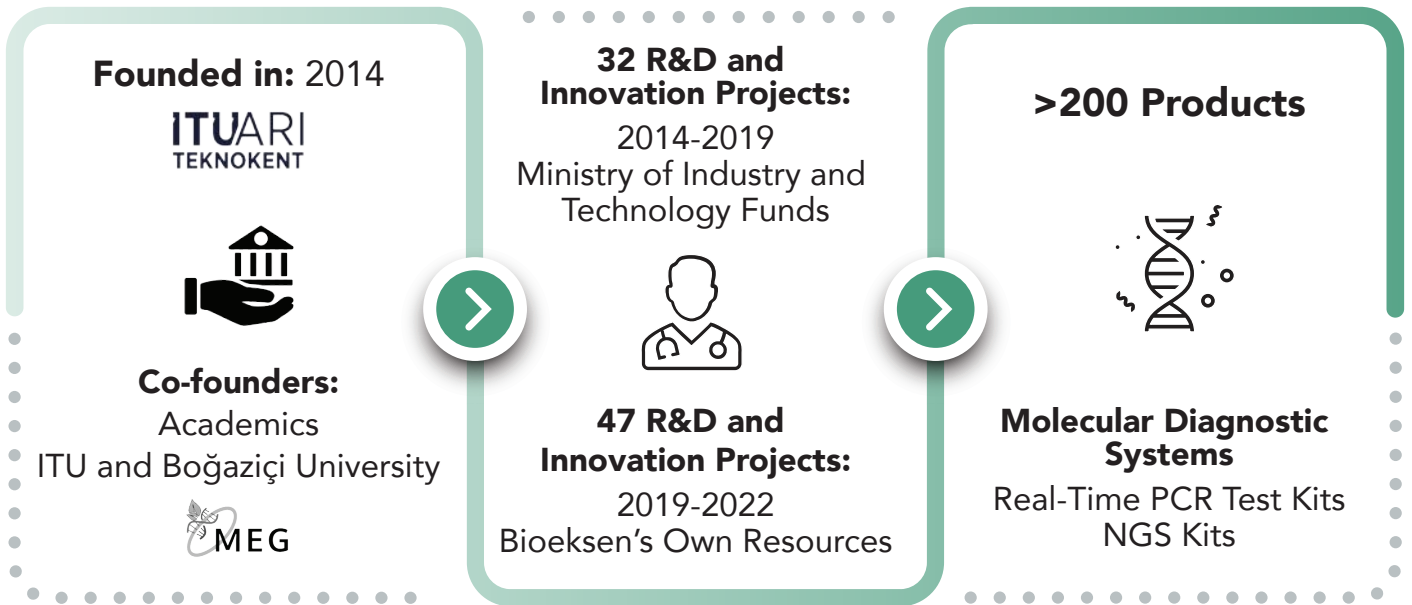 Founded in: 2014
ITUARI
TEKNOKENT
Co-founders:
Academics
ITU and Boğaziçi University
MEG
32 R&D and
Innovation Projects:
2014-2019
Ministry of Industry and
Technology Funds
47 R&D and
Innovation Projects:
2019-2022
Bioeksen’s Own Resources
>200 Products
Molecular Diagnostic
Systems
Real-Time PCR Test Kits
NGS Kits